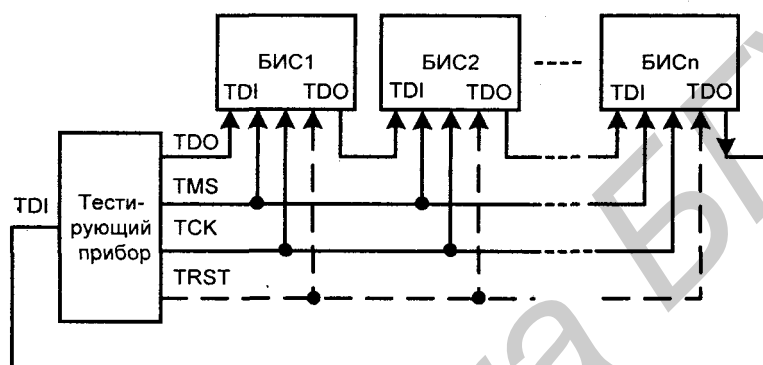 БИС1
БИС2
БИСn
TDI TDO
TDI TDO
TDI TDO
TDO
TMS
TDI
Тести-
рующий
прибор
TCK
TRST